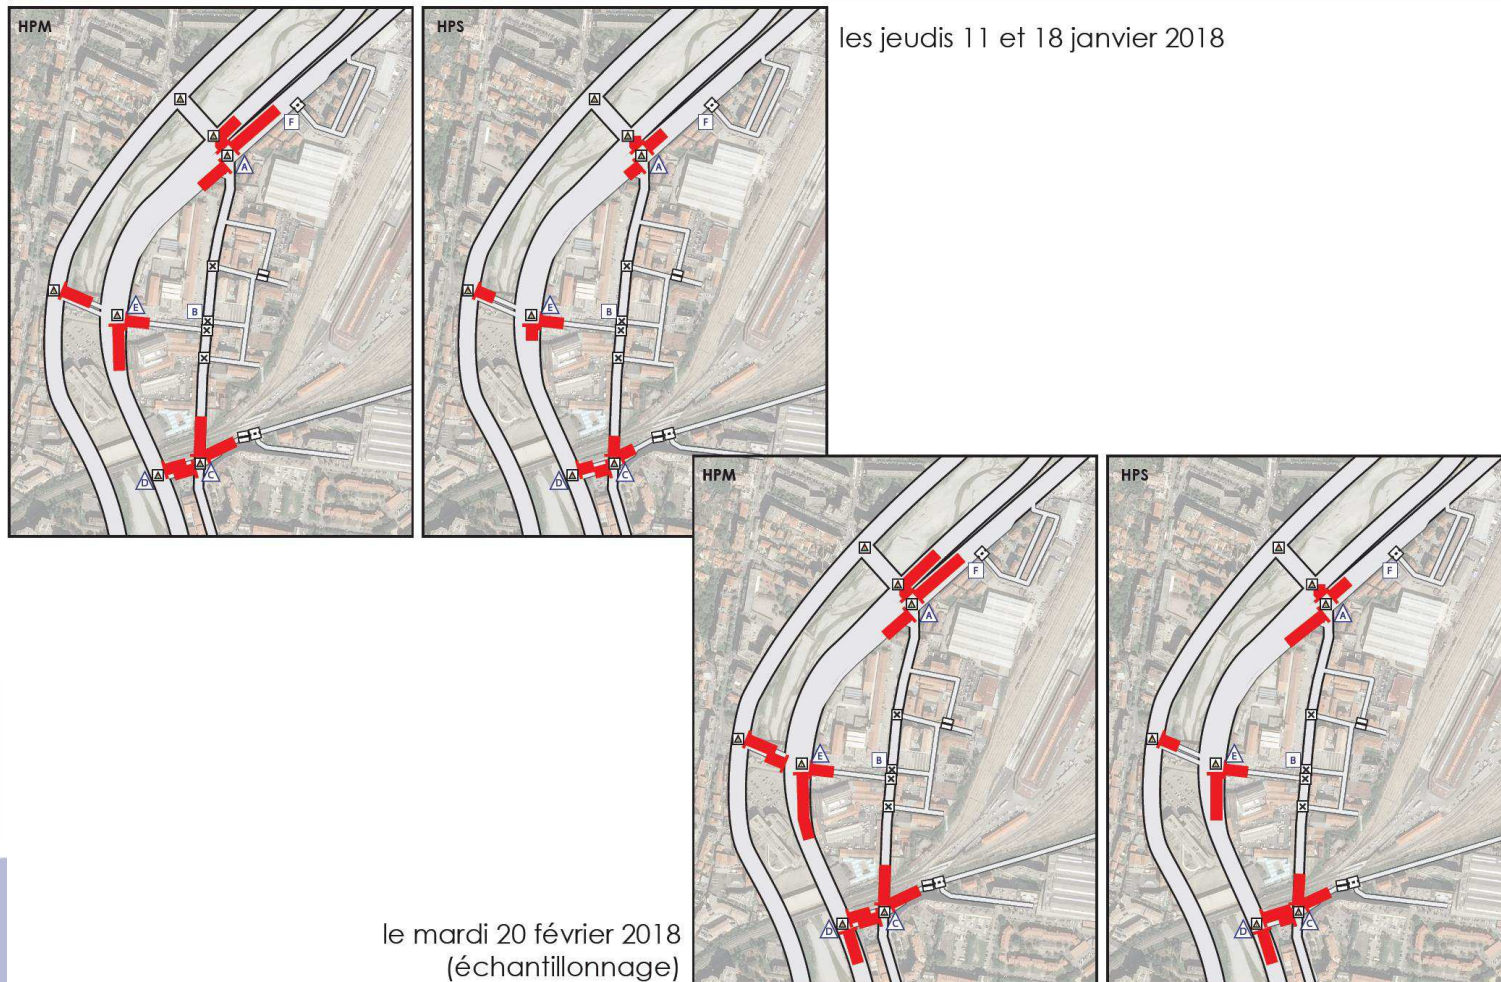 HPM
HPS
les jeudis 11 et 18 janvier 2018
F
F
A
A
E
E
B
B
D
C
D
C
HPM
HPS
F
F
A
A
E
E
B
B
D
C
D
C
le mardi 20 février 2018
(échantillonnage)